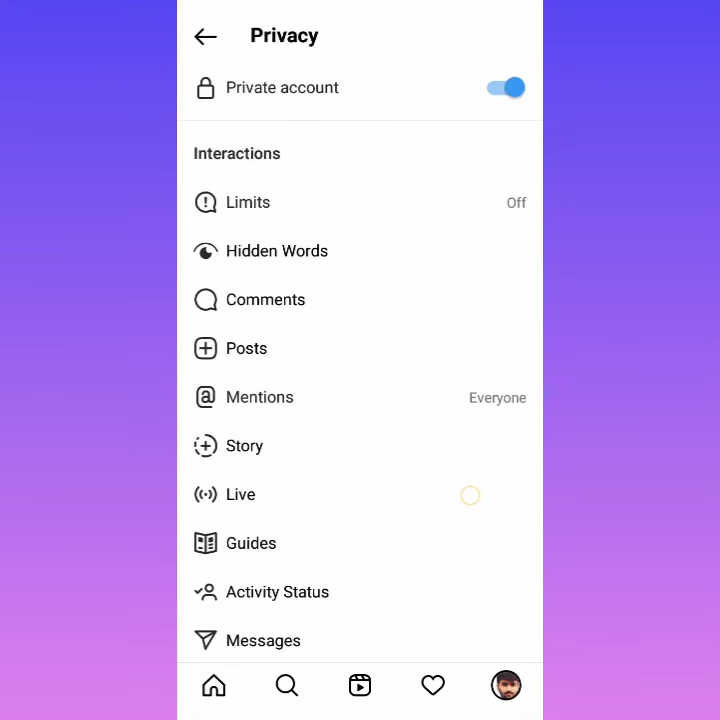 Privacy
Private account
Interactions
Limits Off
Hidden Words
Comments
Posts
Mentions Everyone
Story
Live
Guides
Activity Status
Messages